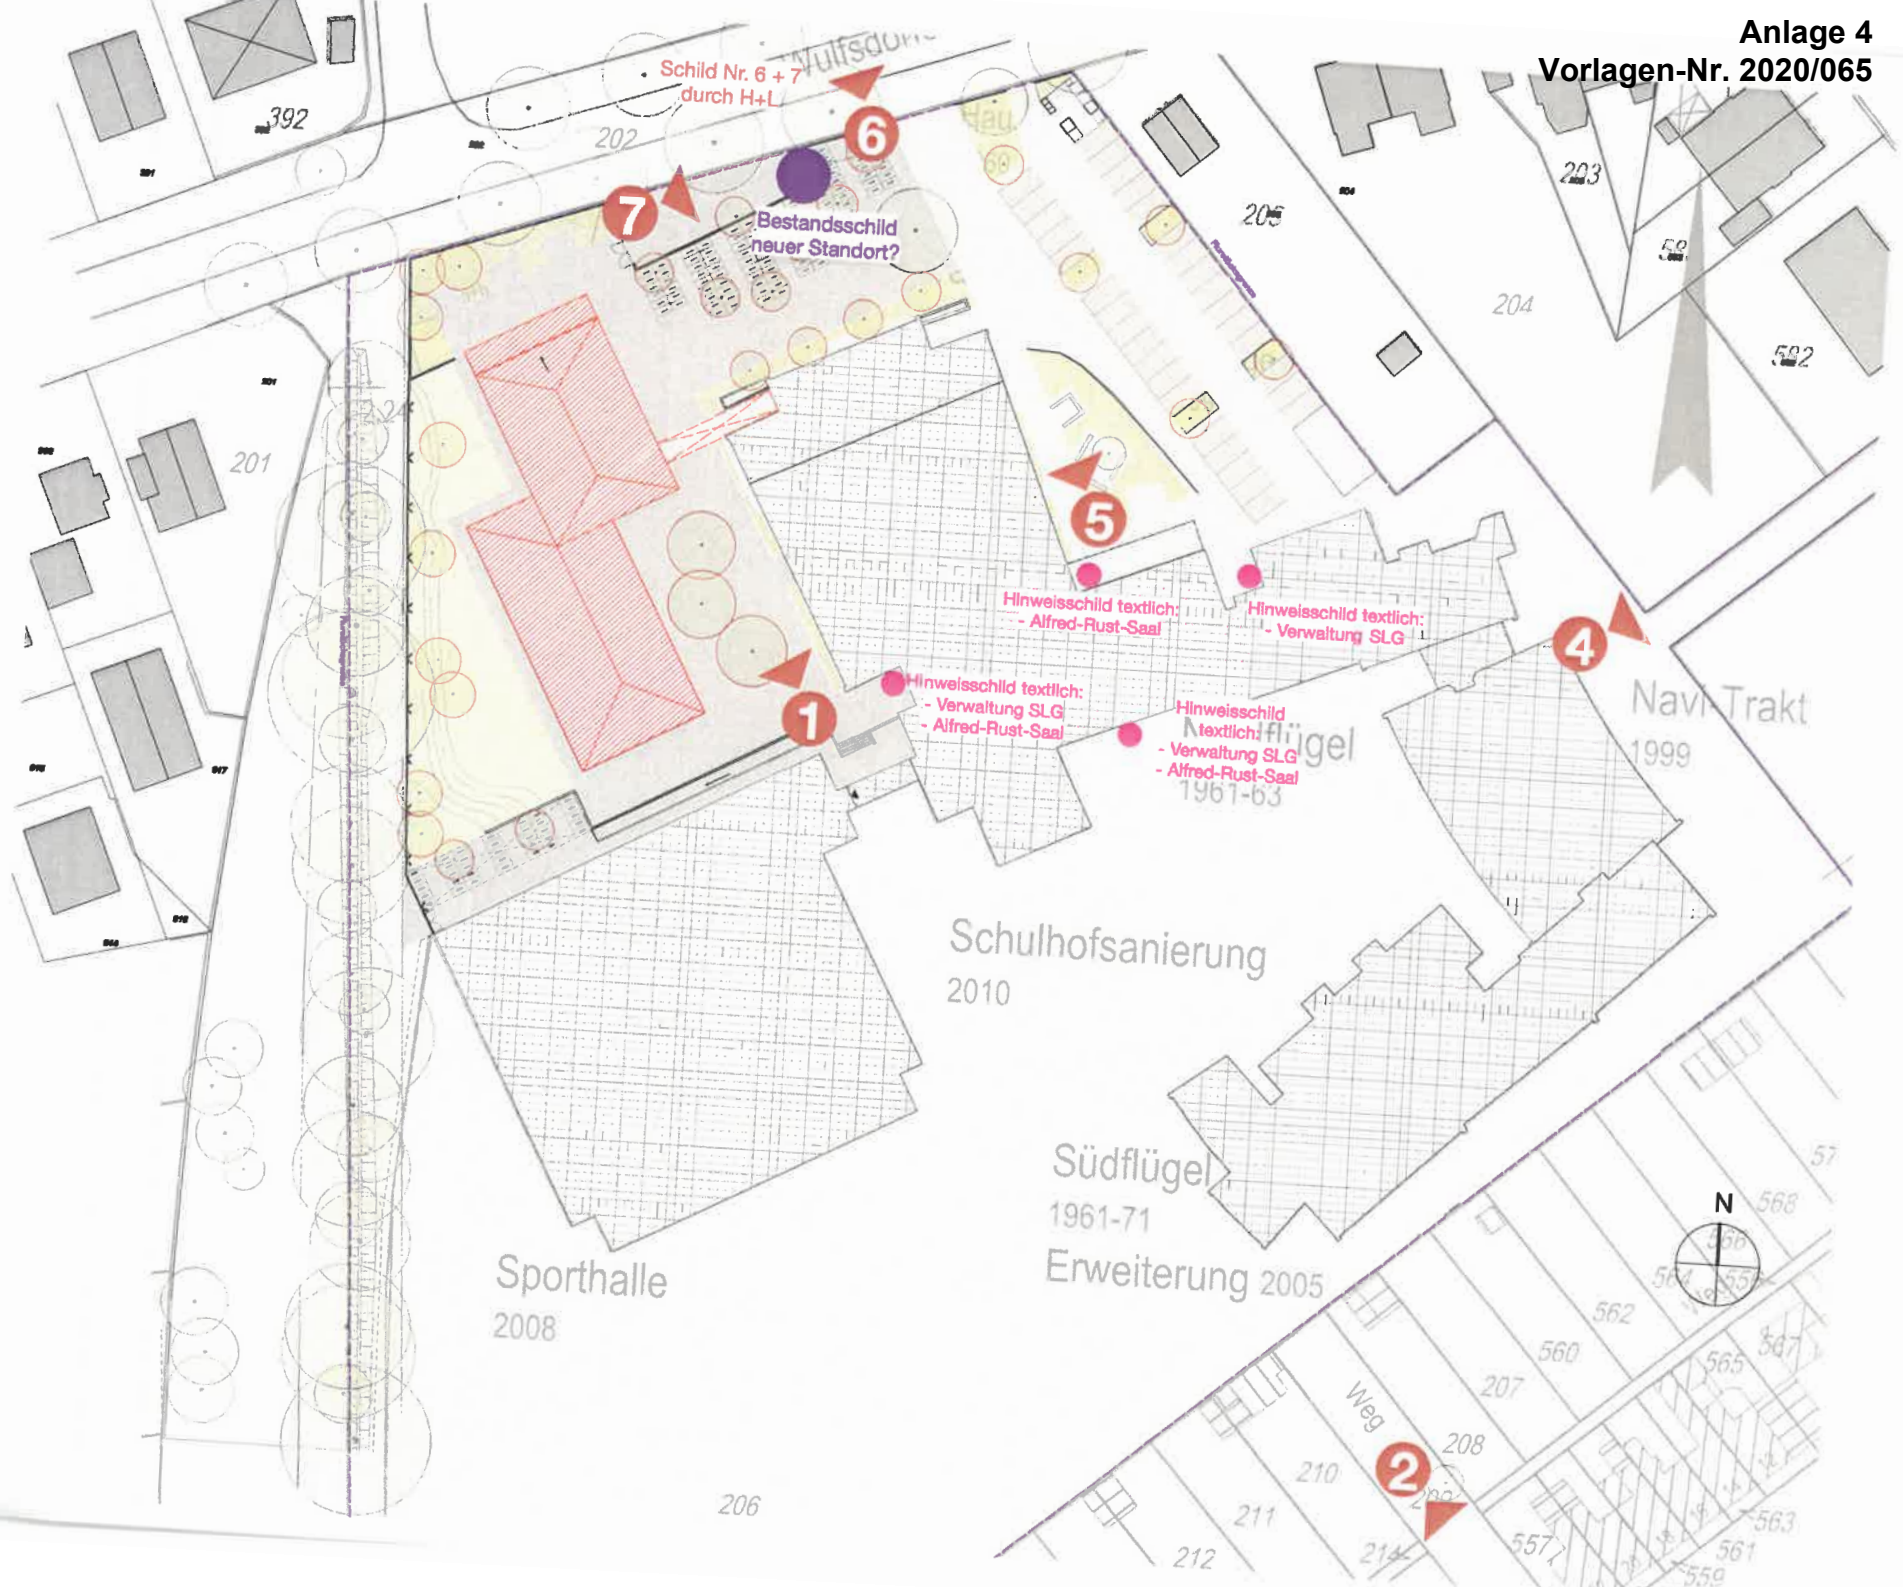 Anlage 4
Vorlagen-Nr. 2020/065
Schild Nr. 6 + 7
durch H+L
6
7
Bestandsschild
neuer Standort?
392
202
203
205
204
582
201
5
Hinweisschild textlich:
- Alfred-Rust-Saal
Hinweisschild textlich:
- Verwaltung SLG
4
Hinweisschild textlich:
- Verwaltung SLG
- Alfred-Rust-Saal
1
Hinweisschild
textlich:
- Verwaltung SLG
- Alfred-Rust-Saal
1961-63
Navi-Trakt
1999
Schulhofsanierung
2010
Südflügel
1961-71
Erweiterung 2005
Sporthalle
2008
N
568
566
562
560
207
565
567
Weg
208
2
210
211
212
214
206
557
563
561
559